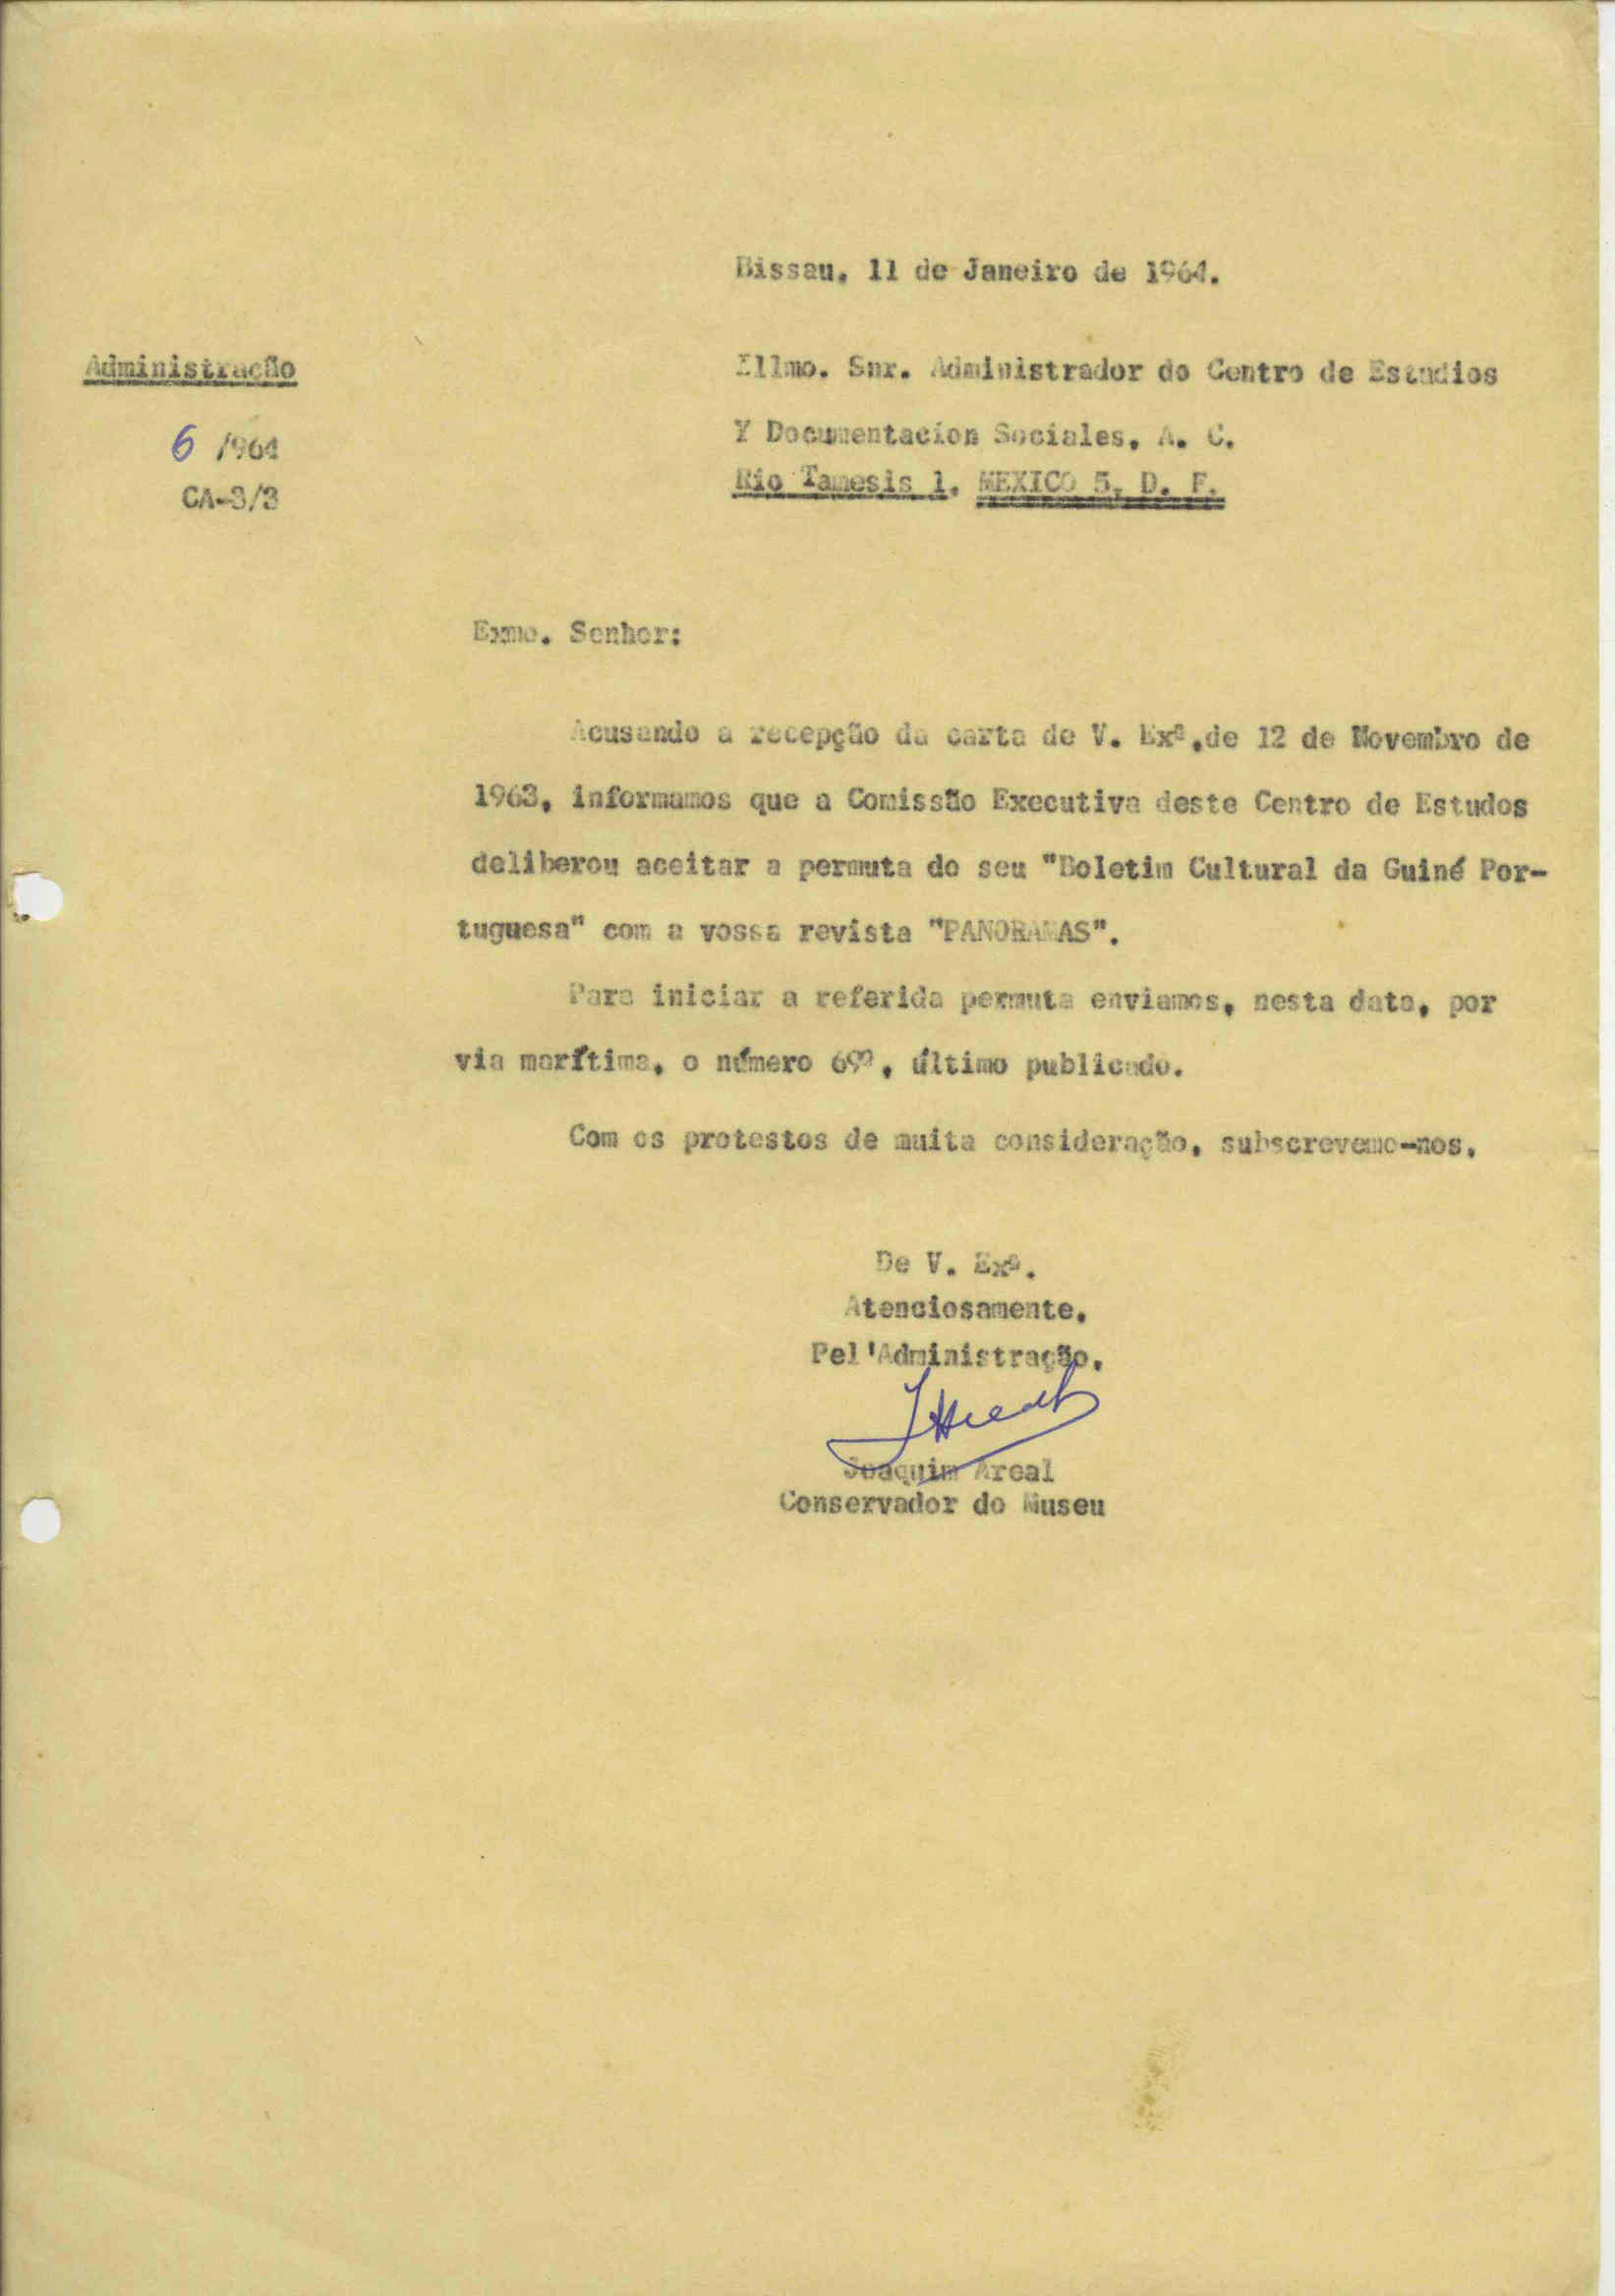 Bissau, 11 de Janeiro de 1964.
Administração
Illmo. Snr. Administrador do Centro de Estudios
6 /964
Y Documentacion Sociales, A. C.
CA-3/3
Rio Tamesis 1, MEXICO 5, D. F.
Exmo. Senhor:
Acusando a recepção da carta de V. Exª,de 12 de Novembro de
1963, informamos que a Comissão Executiva deste Centro de Estudos
deliberou aceitar a permuta do seu "Boletim Cultural da Guiné Por-
tuguesa" com a vossa revista "PANORAMAS".
Para iniciar a referida permuta enviamos, nesta data, por
via marítima, o número 69º, último publicado.
Com os protestos de muita consideração, subscrevemo-nos,
De V. Exª.
Atenciosamente,
Pel'Administração,
JAreal
Joaquim Areal
Conservador do Museu